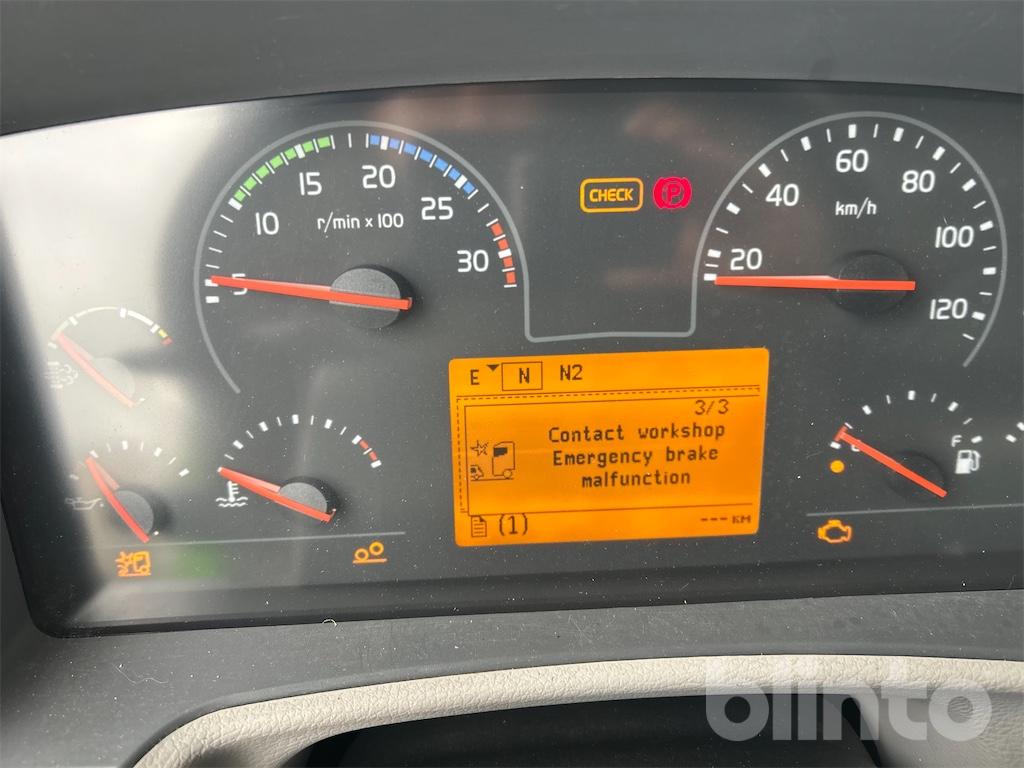 5
10
15
20
25
30
r/min x 100
CHECK
P
20
40
60
80
100
120
km/h
E N N2
3/3
Contact workshop
Emergency brake
malfunction
(1) --- KM
F
blinto